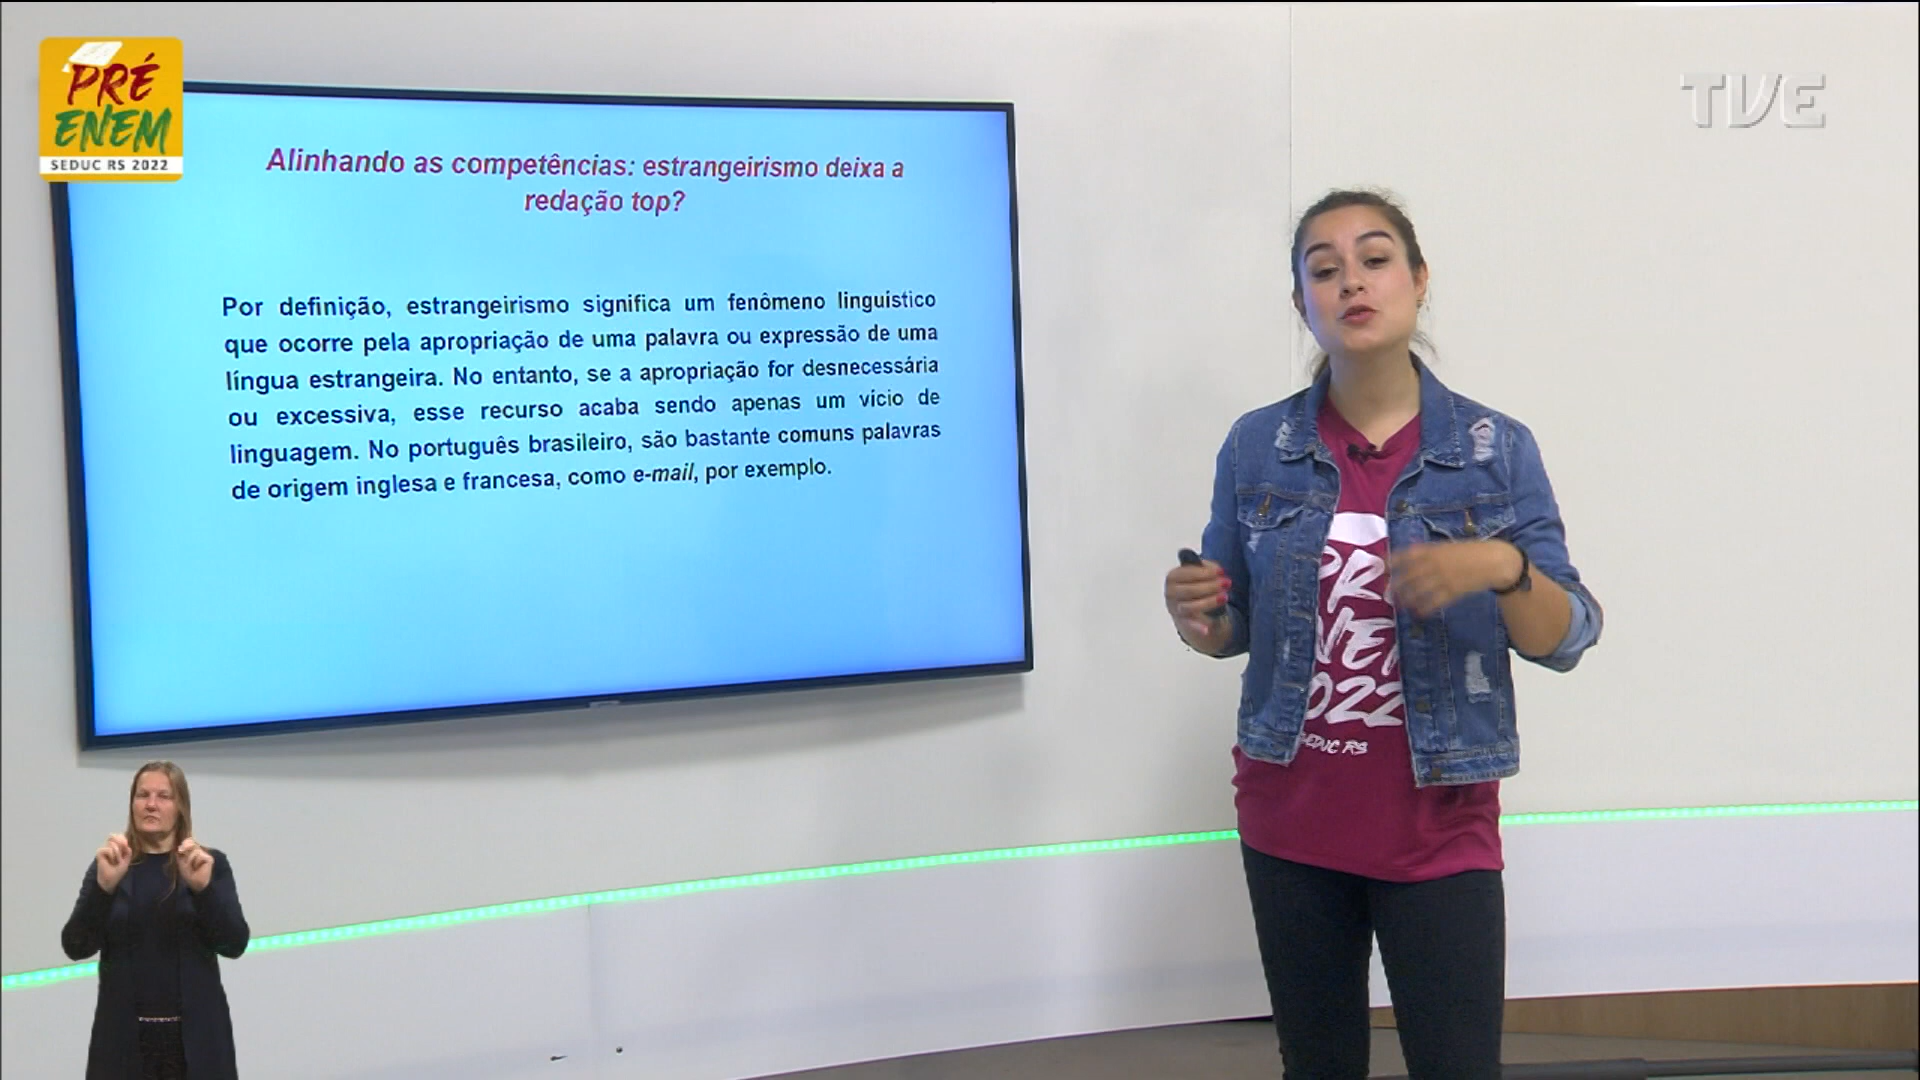 PRÉ
ENEM
SEDUC RS 2022
TVE
Alinhando as competências: estrangeirismo deixa a
redação top?
Por definição, estrangeirismo significa um fenômeno linguístico
que ocorre pela apropriação de uma palavra ou expressão de uma
língua estrangeira. No entanto, se a apropriação for desnecessária
ou excessiva, esse recurso acaba sendo apenas um vício de
linguagem. No português brasileiro, são bastante comuns palavras
de origem inglesa e francesa, como e-mail, por exemplo.
PRÉ
ENEM
2022
SEDUC RS